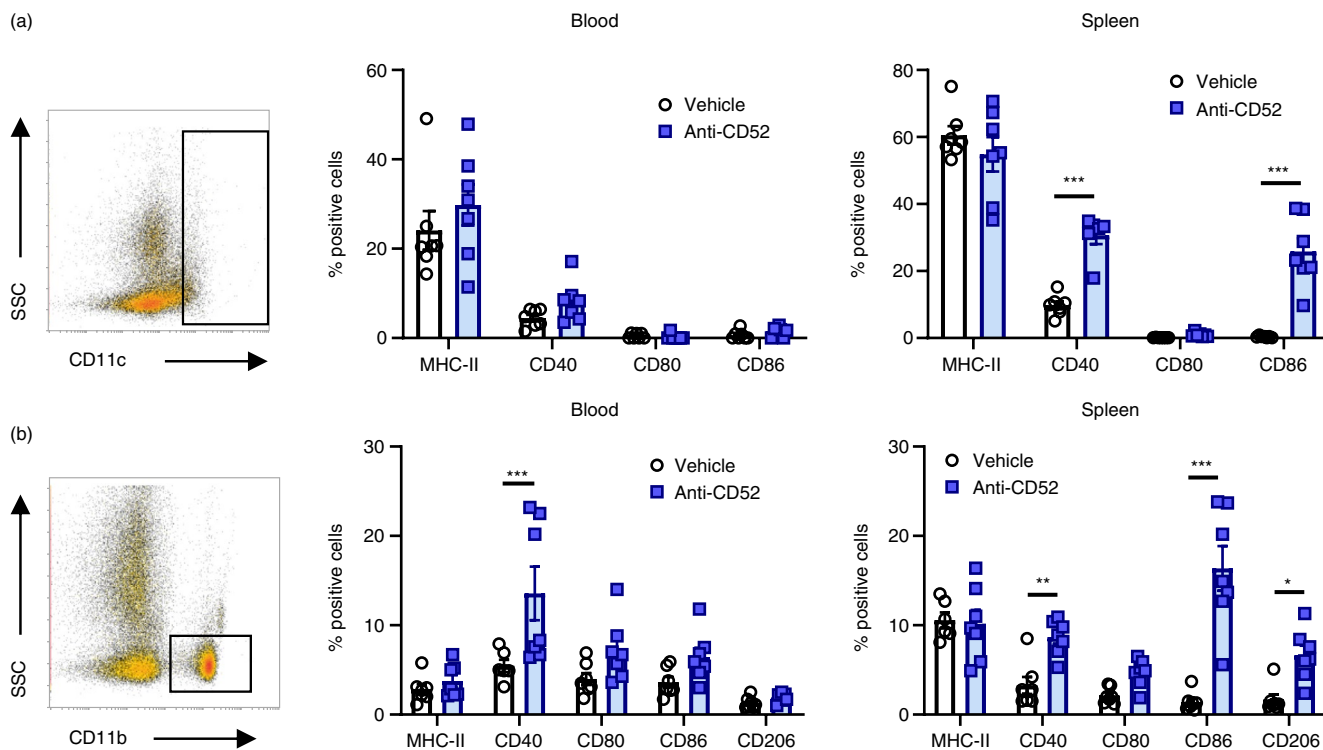 (a)
Blood
Spleen
SSC
CD11c
% positive cells
60
40
20
0
Vehicle
Anti-CD52
MHC-II
CD40
CD80
CD86
% positive cells
80
60
40
20
0
Vehicle
Anti-CD52
***
***
MHC-II
CD40
CD80
CD86
(b)
Blood
Spleen
SSC
CD11b
% positive cells
30
20
10
0
Vehicle
Anti-CD52
***
MHC-II
CD40
CD80
CD86
CD206
% positive cells
30
20
10
0
Vehicle
Anti-CD52
**
***
*
MHC-II
CD40
CD80
CD86
CD206